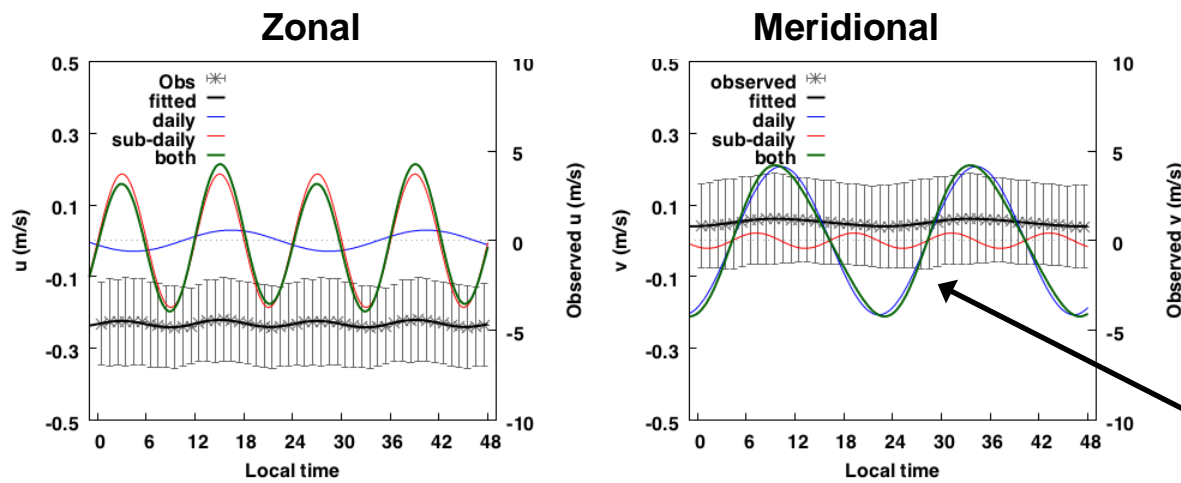 Zonal
0.5
0.3
0.1
-0.1
-0.3
-0.5
u (m/s)
Obs
fitted
daily
sub-daily
both
10
5
0
-5
-10
Observed u (m/s)
0 6 12 18 24 30 36 42 48
Local time
Meridional
0.5
0.3
0.1
-0.1
-0.3
-0.5
v (m/s)
observed
fitted
daily
sub-daily
both
10
5
0
-5
-10
Observed v (m/s)
0 6 12 18 24 30 36 42 48
Local time